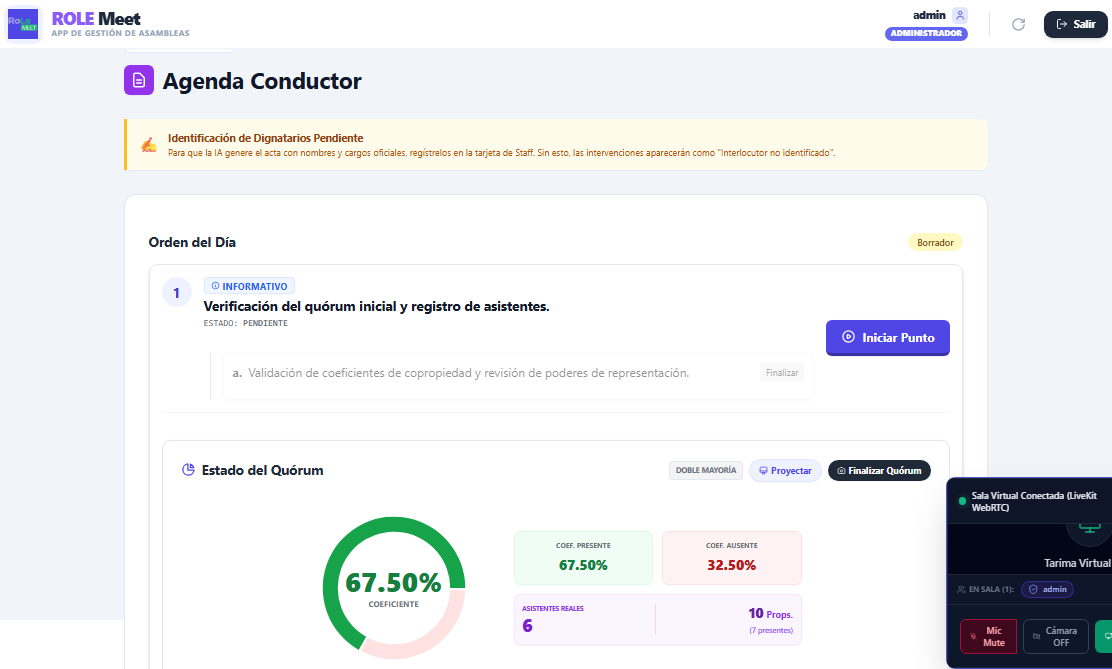 RoLe
MEET
ROLE Meet
APP DE GESTIÓN DE ASAMBLEAS
admin
ADMINISTRADOR
Salir
Agenda Conductor
Identificación de Dignatarios Pendiente
Para que la IA genere el acta con nombres y cargos oficiales, regístrelos en la tarjeta de Staff. Sin esto, las intervenciones aparecerán como "Interlocutor no identificado".
Orden del Día
Borrador
1
INFORMATIVO
Verificación del quórum inicial y registro de asistentes.
ESTADO: PENDIENTE
Iniciar Punto
a. Validación de coeficientes de copropiedad y revisión de poderes de representación.
Finalizar
Estado del Quórum
DOBLE MAYORÍA
Proyectar
Finalizar Quórum
67.50%
COEFICIENTE
COEF. PRESENTE
67.50%
COEF. AUSENTE
32.50%
ASISTENTES REALES
6
10 Props.
(7 presentes)
Sala Virtual Conectada (LiveKit
WebRTC)
Tarima Virtual
EN SALA (1):
admin
Mic
Mute
Cámara
OFF